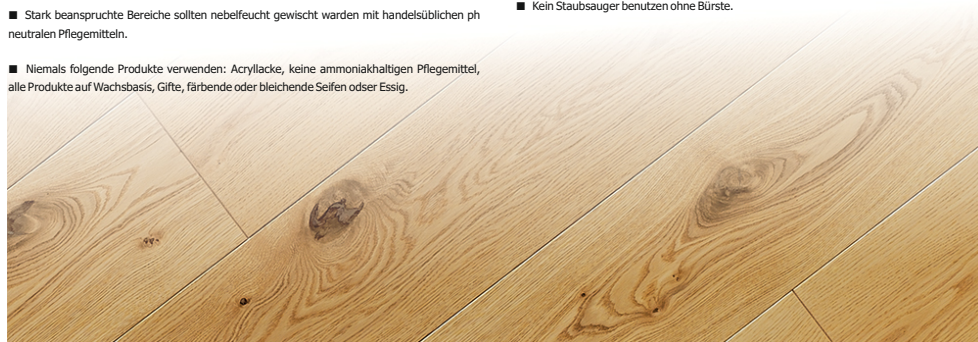 ■ Stark beanspruchte Bereiche sollten nebelfeucht gewischt warden mit handelsüblichen ph
neutralen Pflegemitteln.
■ Niemals folgende Produkte verwenden: Acryllacke, keine ammoniakhaltigen Pflegemittel,
alle Produkte auf Wachsbasis, Gifte, färbende oder bleichende Seifen odser Essig.
■ Kein Staubsauger benutzen ohne Bürste.